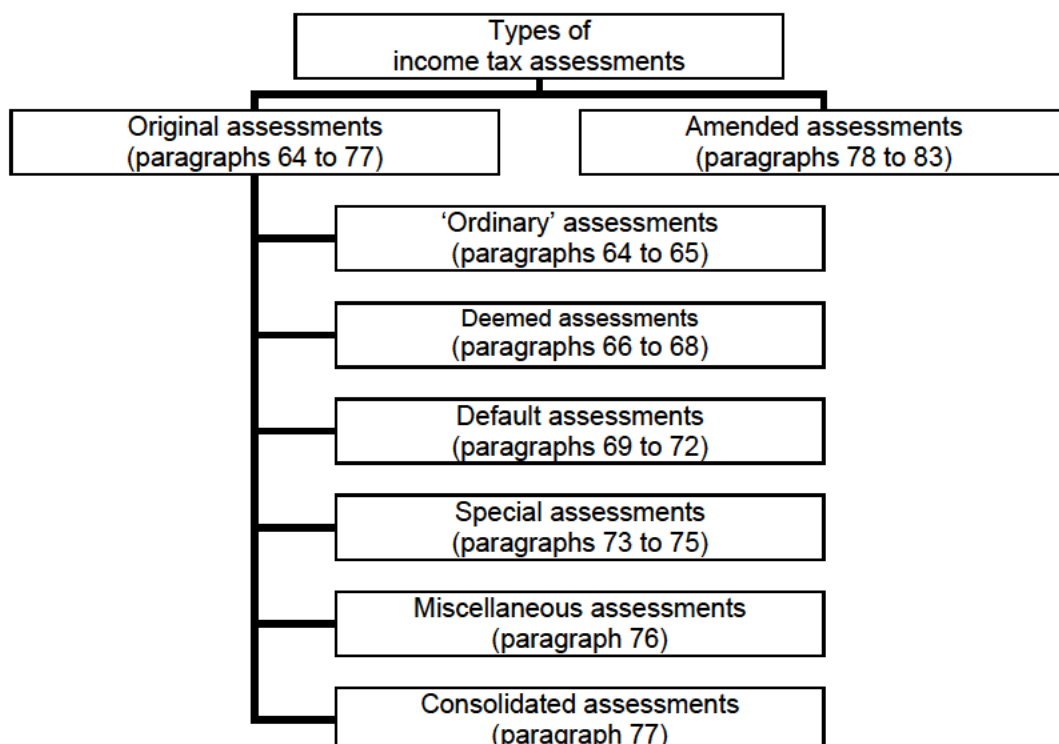 Types of
income tax assessments
Original assessments
(paragraphs 64 to 77)
Amended assessments
(paragraphs 78 to 83)
‘Ordinary’ assessments
(paragraphs 64 to 65)
Deemed assessments
(paragraphs 66 to 68)
Default assessments
(paragraphs 69 to 72)
Special assessments
(paragraphs 73 to 75)
Miscellaneous assessments
(paragraph 76)
Consolidated assessments
(paragraph 77)